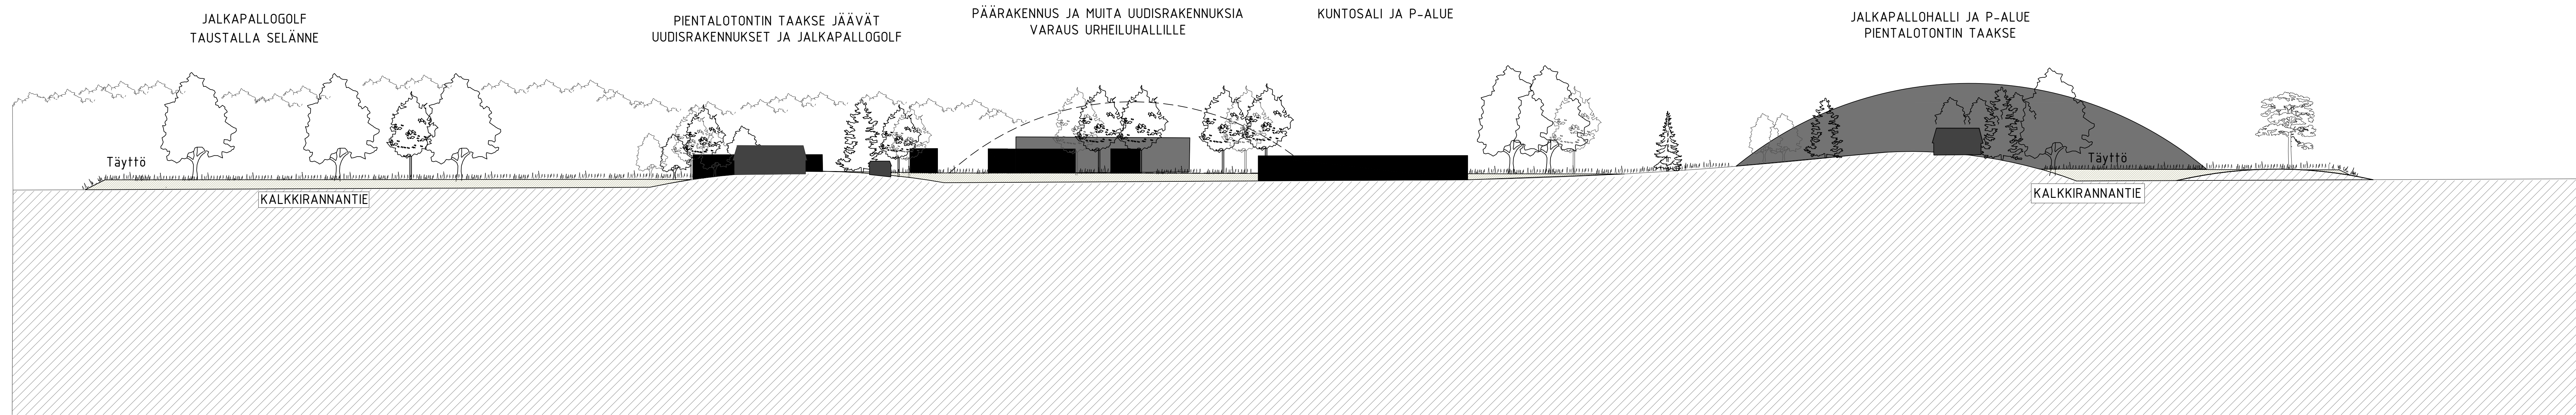 JALKAPALLOGOLF
TAUSTALLA SELÄNNE
PIENTALOTONTIN TAAKSE JÄÄVÄT
UUDISRAKENNUKSET JA JALKAPALLOGOLF
PÄÄRAKENNUS JA MUITA UUDISRAKENNUKSIA
VARAUS URHEILUHALLILLE
KUNTOSALI JA P-ALUE
JALKAPALLOHALLI JA P-ALUE
PIENTALOTONTIN TAAKSE
Täyttö
Täyttö
KALKKIRANNANTIE
KALKKIRANNANTIE